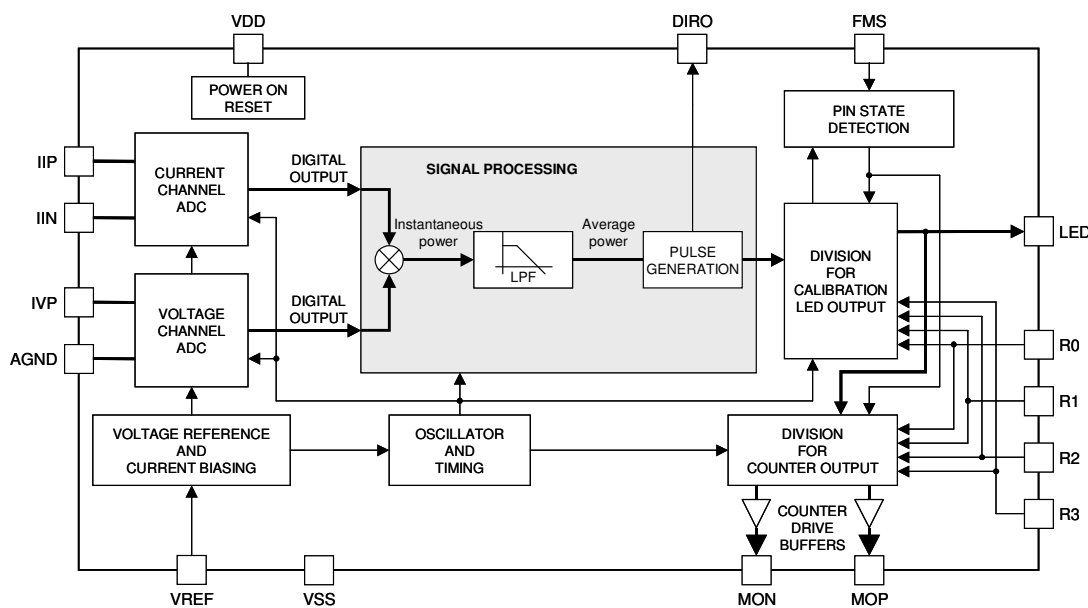 VDD
DIRO
FMS
POWER ON
RESET
PIN STATE
DETECTION
IIP
IIN
CURRENT
CHANNEL
ADC
DIGITAL
OUTPUT
SIGNAL PROCESSING
Instantaneous
power
LPF
Average
power
PULSE
GENERATION
DIVISION
FOR
CALIBRATION
LED OUTPUT
LED
IVP
AGND
VOLTAGE
CHANNEL
ADC
DIGITAL
OUTPUT
R0
R1
R2
R3
VOLTAGE REFERENCE
AND
CURRENT BIASING
OSCILLATOR
AND
TIMING
DIVISION
FOR
COUNTER OUTPUT
COUNTER
DRIVE
BUFFERS
VREF
VSS
MON
MOP